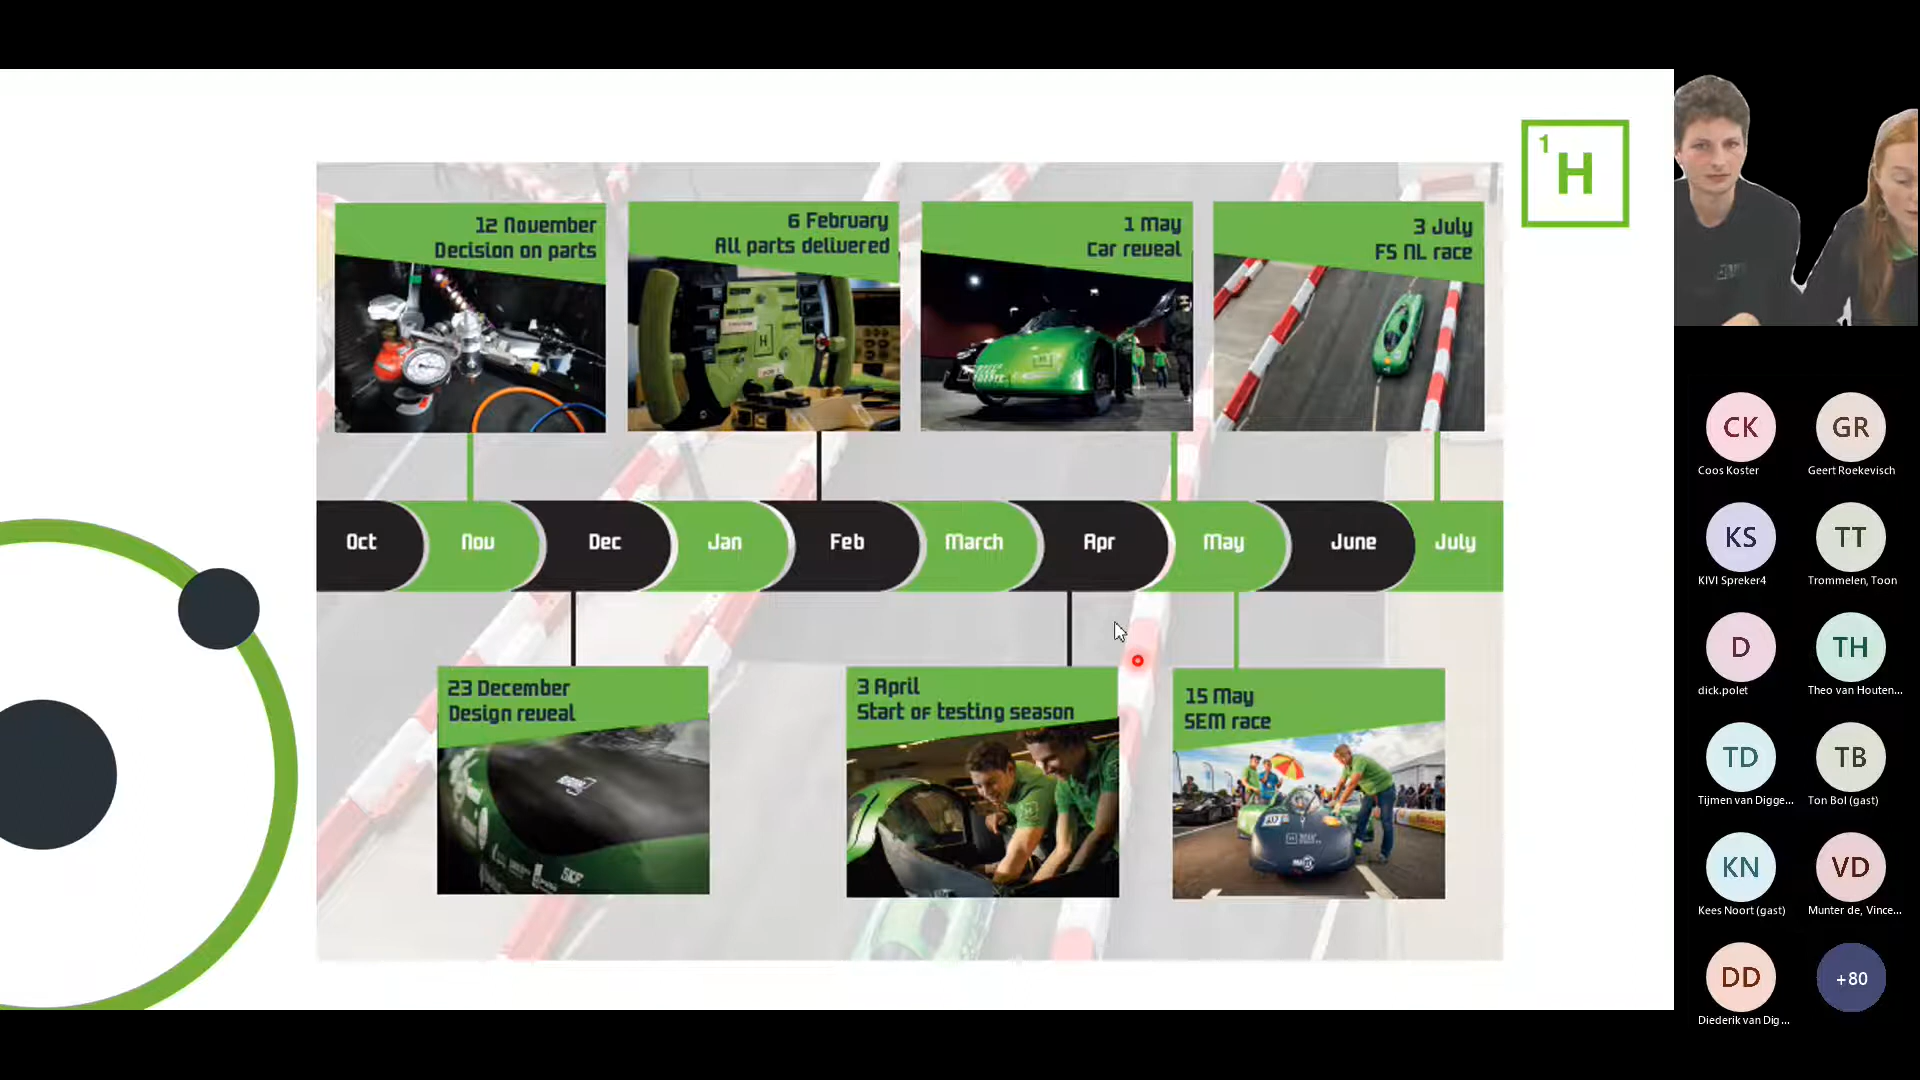 1
H
12 November
Decision on parts
6 February
All parts delivered
1 May
Car reveal
3 July
FS NL race
Oct
Nov
Dec
Jan
Feb
March
Apr
May
June
July
23 December
Design reveal
3 April
Start of testing season
15 May
SEM race
SKF
H
CK
Coos Koster
GR
Geert Roekevisch
KS
KIVI Spreker4
TT
Trommelen, Toon
D
dick.polet
TH
Theo van Houten...
TD
Tijmen van Digge...
TB
Ton Bol (gast)
KN
Kees Noort (gast)
VD
Munter de, Vince...
DD
Diederik van Dig...
+80